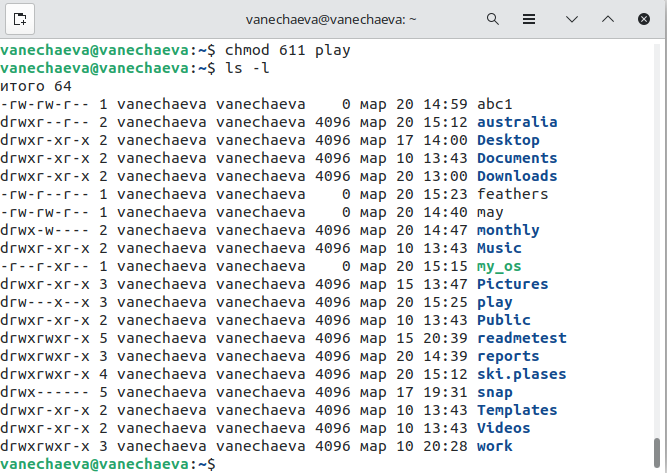 vanechaeva@vanechaeva: ~
vanechaeva@vanechaeva:~$ chmod 611 play
vanechaeva@vanechaeva:~$ ls -l
итого 64
-rw-rw-r-- 1 vanechaeva vanechaeva    0 мар 20 14:59 abc1
drwxr--r-- 2 vanechaeva vanechaeva 4096 мар 20 15:12 australia
drwxr-xr-x 2 vanechaeva vanechaeva 4096 мар 17 14:00 Desktop
drwxr-xr-x 2 vanechaeva vanechaeva 4096 мар 10 13:43 Documents
drwxr-xr-x 2 vanechaeva vanechaeva 4096 мар 20 13:00 Downloads
-rw-r--r-- 1 vanechaeva vanechaeva    0 мар 20 15:23 feathers
-rw-rw-r-- 1 vanechaeva vanechaeva    0 мар 20 14:40 may
drwx-w---- 2 vanechaeva vanechaeva 4096 мар 20 14:47 monthly
drwxr-xr-x 2 vanechaeva vanechaeva 4096 мар 10 13:43 Music
-r--r-xr-- 1 vanechaeva vanechaeva    0 мар 20 15:15 my_os
drwxr-xr-x 3 vanechaeva vanechaeva 4096 мар 15 13:47 Pictures
drw---x--x 3 vanechaeva vanechaeva 4096 мар 20 15:25 play
drwxr-xr-x 2 vanechaeva vanechaeva 4096 мар 10 13:43 Public
drwxrwxr-x 5 vanechaeva vanechaeva 4096 мар 15 20:39 readmetest
drwxrwxr-x 3 vanechaeva vanechaeva 4096 мар 20 14:39 reports
drwxrwxr-x 4 vanechaeva vanechaeva 4096 мар 20 15:12 ski.plases
drwx------ 5 vanechaeva vanechaeva 4096 мар 17 19:31 snap
drwxr-xr-x 2 vanechaeva vanechaeva 4096 мар 10 13:43 Templates
drwxr-xr-x 2 vanechaeva vanechaeva 4096 мар 10 13:43 Videos
drwxrwxr-x 3 vanechaeva vanechaeva 4096 мар 10 20:28 work
vanechaeva@vanechaeva:~$